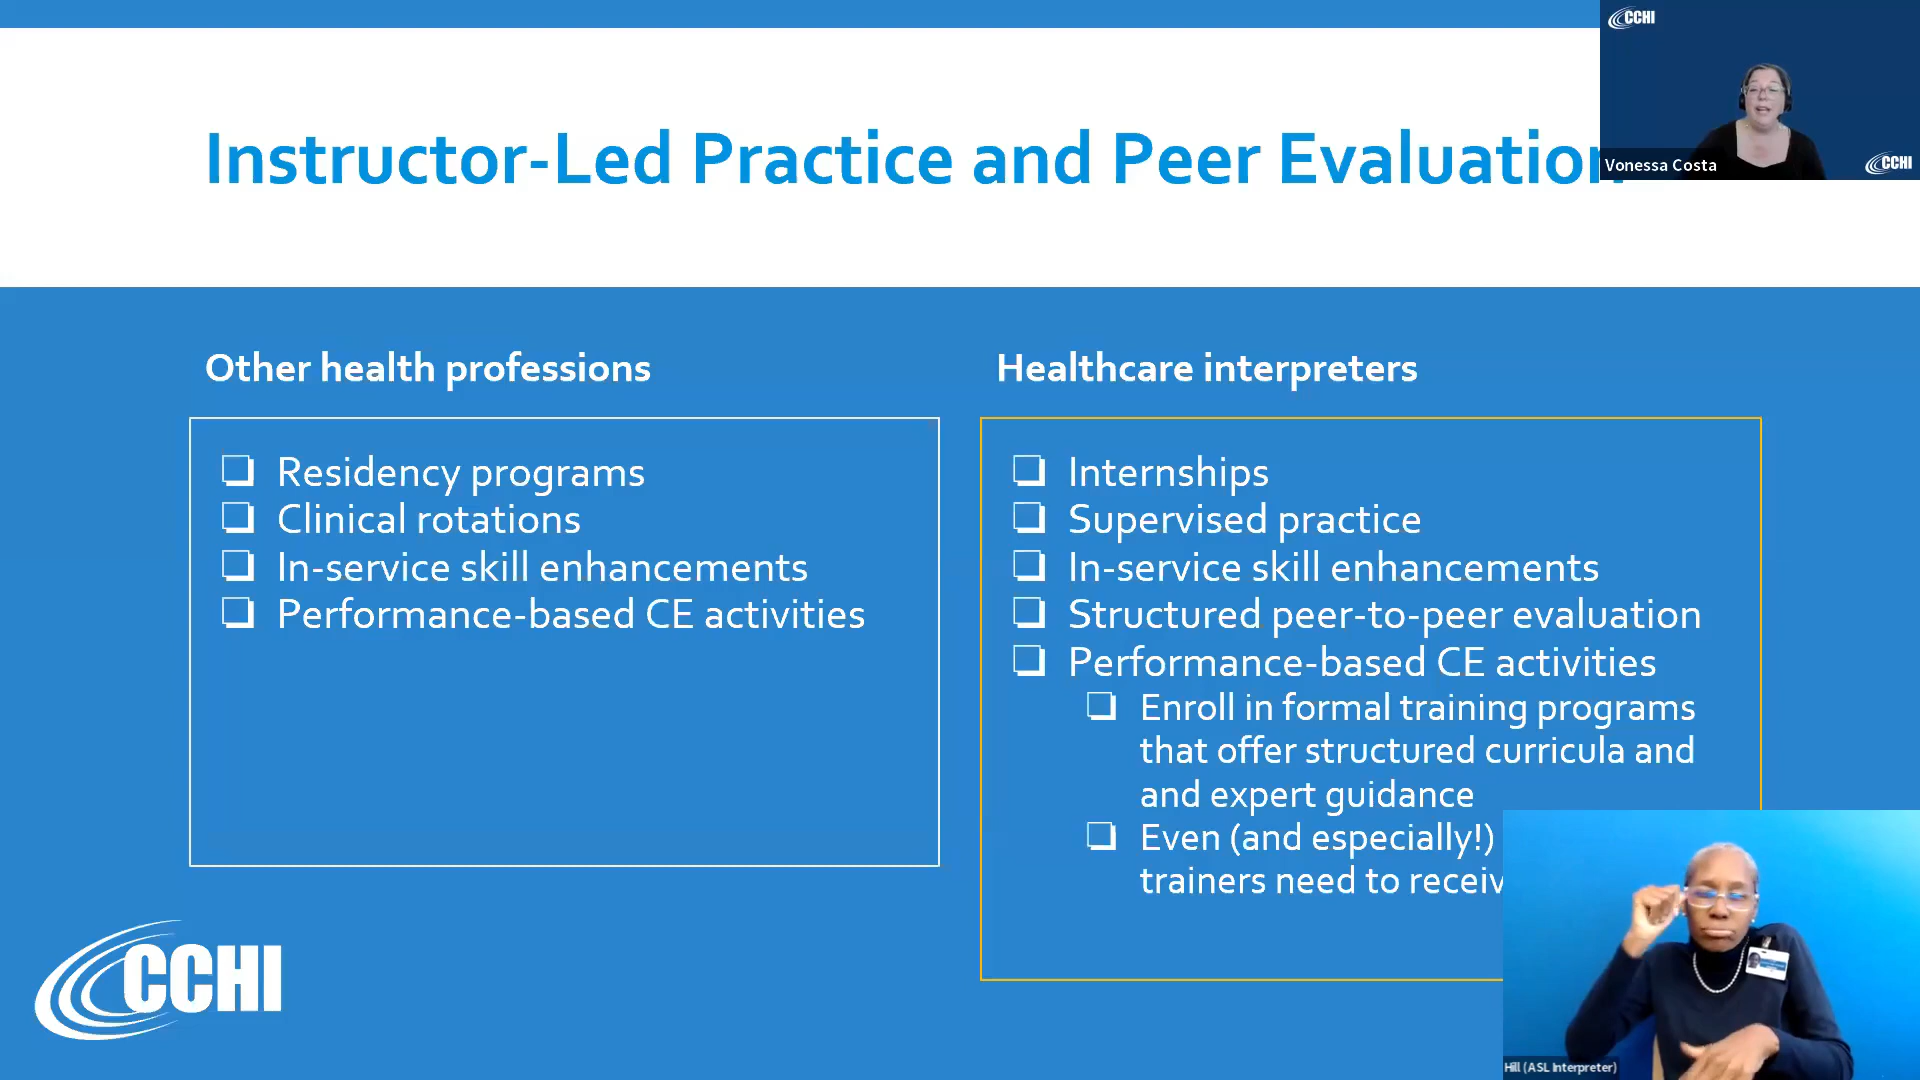 CCHI
Instructor-Led Practice and Peer Evaluation
Vonessa Costa
CCHI
Other health professions
Residency programs
Clinical rotations
In-service skill enhancements
Performance-based CE activities
Healthcare interpreters
Internships
Supervised practice
In-service skill enhancements
Structured peer-to-peer evaluation
Performance-based CE activities
Enroll in formal training programs
that offer structured curricula and
and expert guidance
Even (and especially!)
trainers need to
CCHI
Hill (ASL Interpreter)